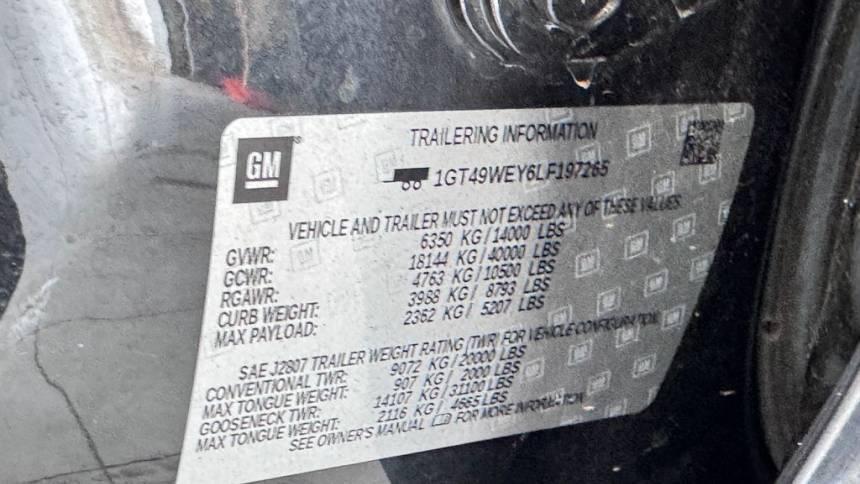 GM®
TRAILERING INFORMATION
1GT49WEY6LF197265
VEHICLE AND TRAILER MUST NOT EXCEED ANY OF THESE VALUES
GVWR: 6350 KG / 14000 LBS
GCWR: 18144 KG / 40000 LBS
RGAWR: 4763 KG / 10500 LBS
CURB WEIGHT: 3988 KG / 8793 LBS
MAX PAYLOAD: 2362 KG / 5207 LBS
SAE J2807 TRAILER WEIGHT RATING (TWR) FOR VEHICLE CONFIGURATION
CONVENTIONAL TWR: 9072 KG / 20000 LBS
MAX TONGUE WEIGHT: 907 KG / 2000 LBS
GOOSENECK TWR: 14107 KG / 31100 LBS
MAX TONGUE WEIGHT: 2116 KG / 4665 LBS
SEE OWNER'S MANUAL FOR MORE INFORMATION